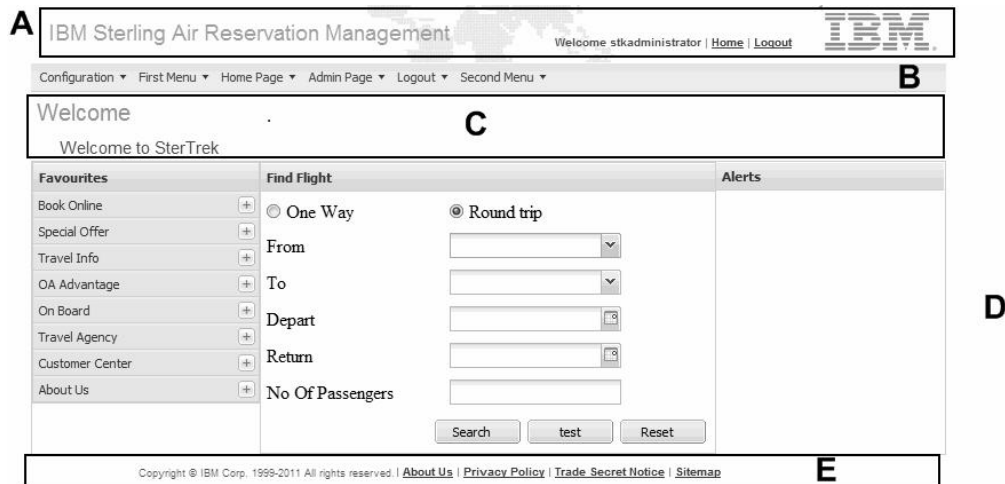 A
IBM Sterling Air Reservation Management
Welcome stkadministrator | Home | Logout
IBM.
Configuration First Menu Home Page Admin Page Logout Second Menu
B
Welcome
C
Welcome to SterTrek
Favourites
Book Online
Special Offer
Travel Info
OA Advantage
On Board
Travel Agency
Customer Center
About Us
Find Flight
One Way Round trip
From
To
Depart
Return
No Of Passengers
Search test Reset
Alerts
D
Copyright © IBM Corp. 1999-2011 All rights reserved. | About Us | Privacy Policy | Trade Secret Notice | Sitemap
E